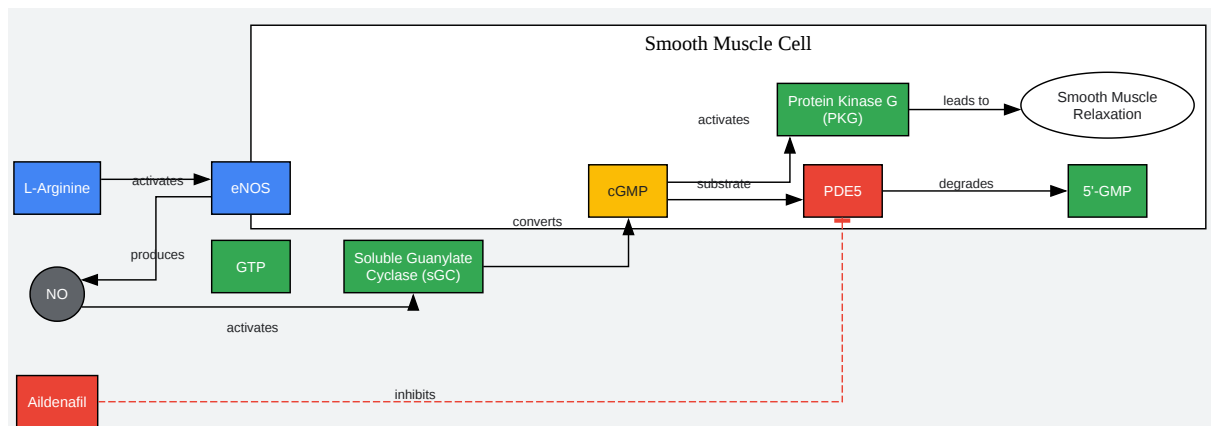 Smooth Muscle Cell
Protein Kinase G
(PKG)
leads to
Smooth Muscle
Relaxation
activates
L-Arginine
activates
eNOS
cGMP
substrate
PDE5
degrades
5'-GMP
converts
produces
GTP
Soluble Guanylate
Cyclase (sGC)
NO
activates
Aildenafil
inhibits